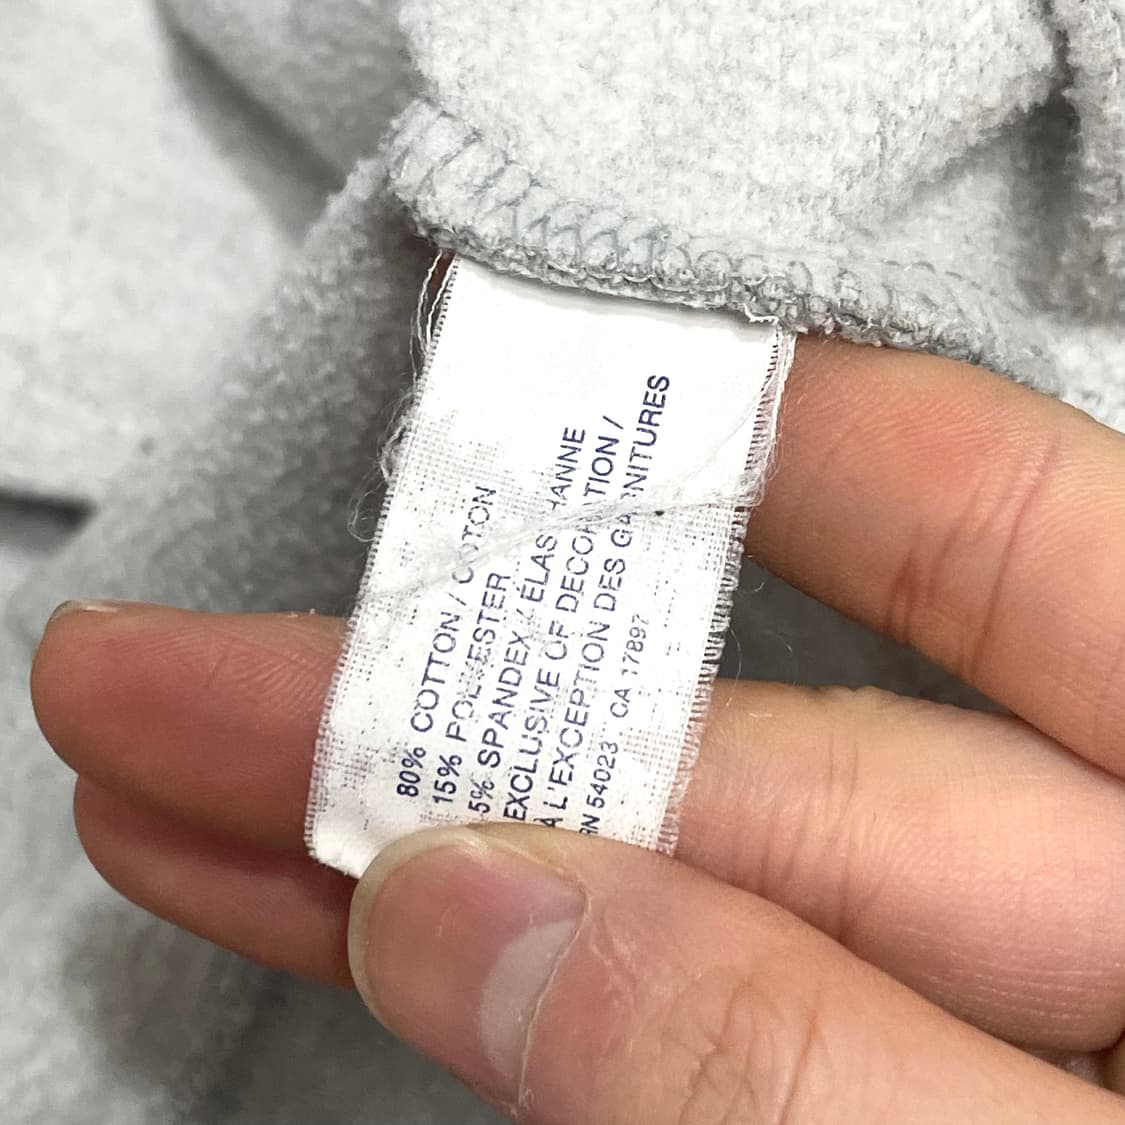 80% COTTON / COTON
15% POLYESTER
5% SPANDEX / ÉLASTHANNE
EXCLUSIVE OF DECORATION /
À L'EXCEPTION DES GARNITURES
RN 54023. CA 17897